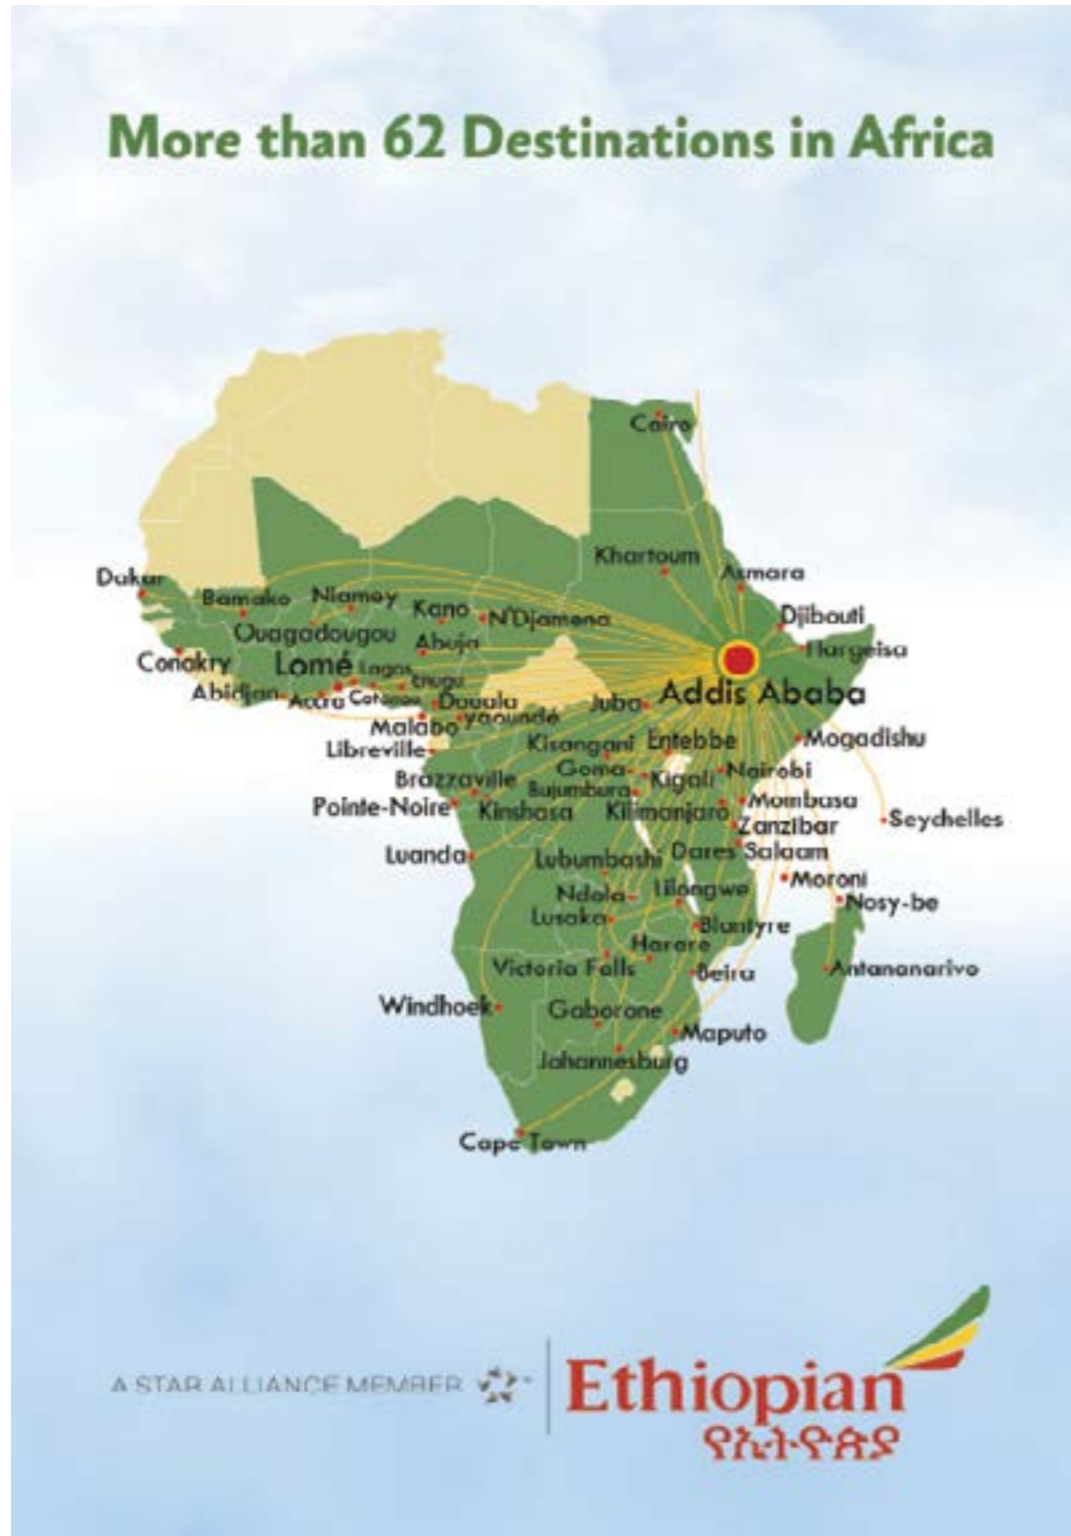 More than 62 Destinations in Africa
Cairo
Khartoum
Asmara
Dakar
Bamako
Niamey
Kano
N'Djamena
Djibouti
Ouagadougou
Abuja
Hargeisa
Conakry
Lomé
Lagos
Enugu
Addis Ababa
Abidjan
Accra
Cotonou
Douala
Juba
Malabo
yaoundé
Libreville
Kisangani
Entebbe
Mogadishu
Goma
Brazzaville
Bujumbura
Kigali
Nairobi
Pointe-Noire
Kinshasa
Kilimanjaro
Mombasa
Seychelles
Zanzibar
Luanda
Lubumbashi
Dares Salaam
Moroni
Ndola
Lilongwe
Nosy-be
Lusaka
Blantyre
Harare
Victoria Falls
Beira
Antananarivo
Windhoek
Gaborone
Maputo
Johannesburg
Cape Town
A STAR ALLIANCE MEMBER
Ethiopian
የኢትዮጵያ